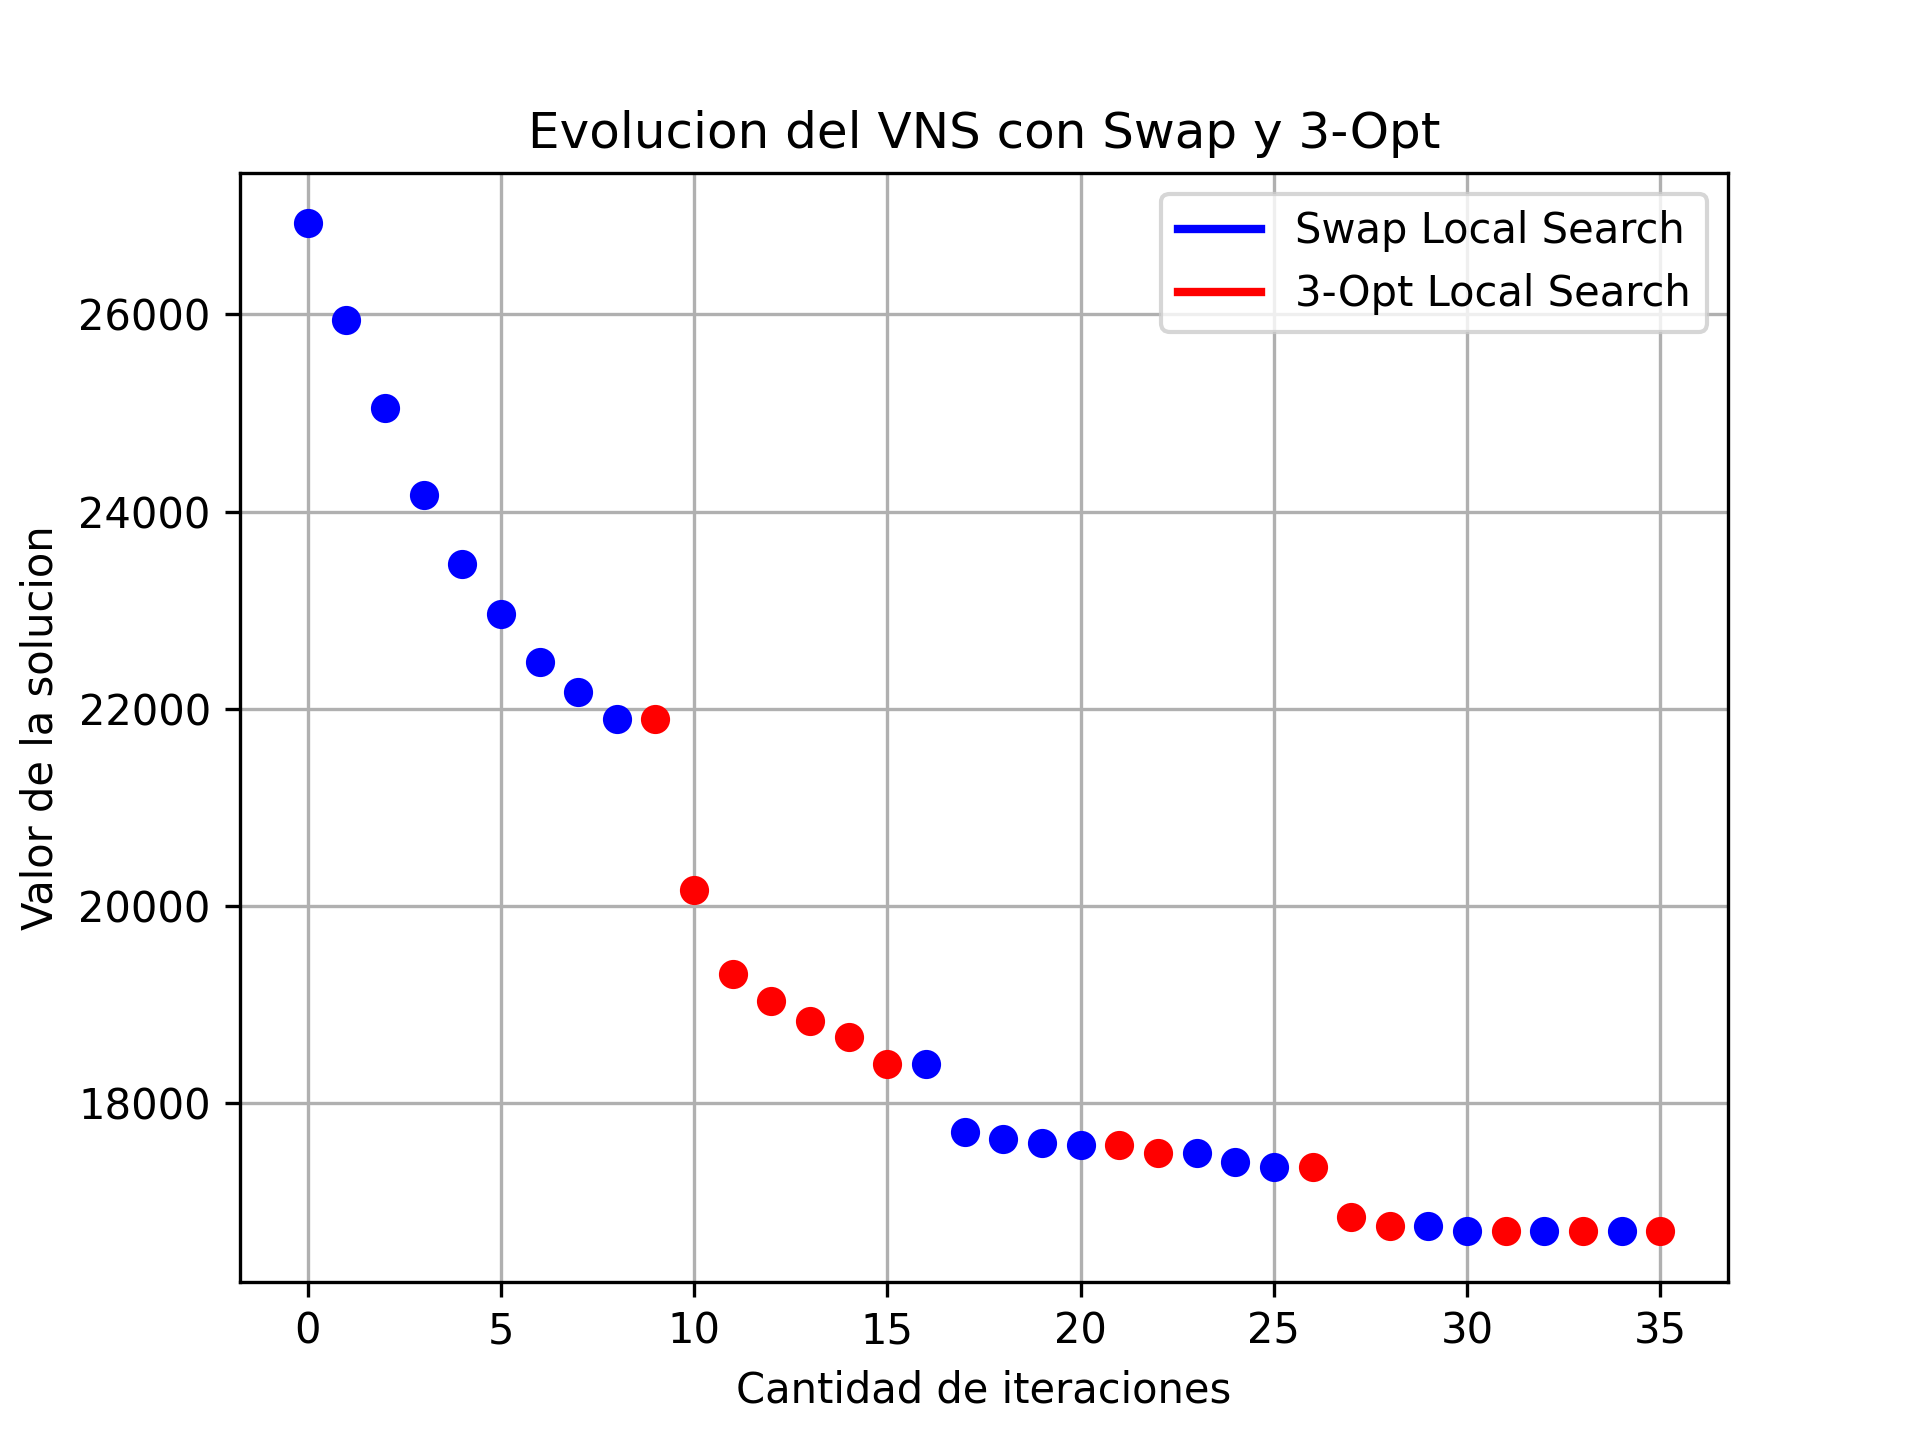 Evolucion del VNS con Swap y 3-Opt
Swap Local Search
3-Opt Local Search
Valor de la solucion
26000
24000
22000
20000
18000
0 5 10 15 20 25 30 35
Cantidad de iteraciones